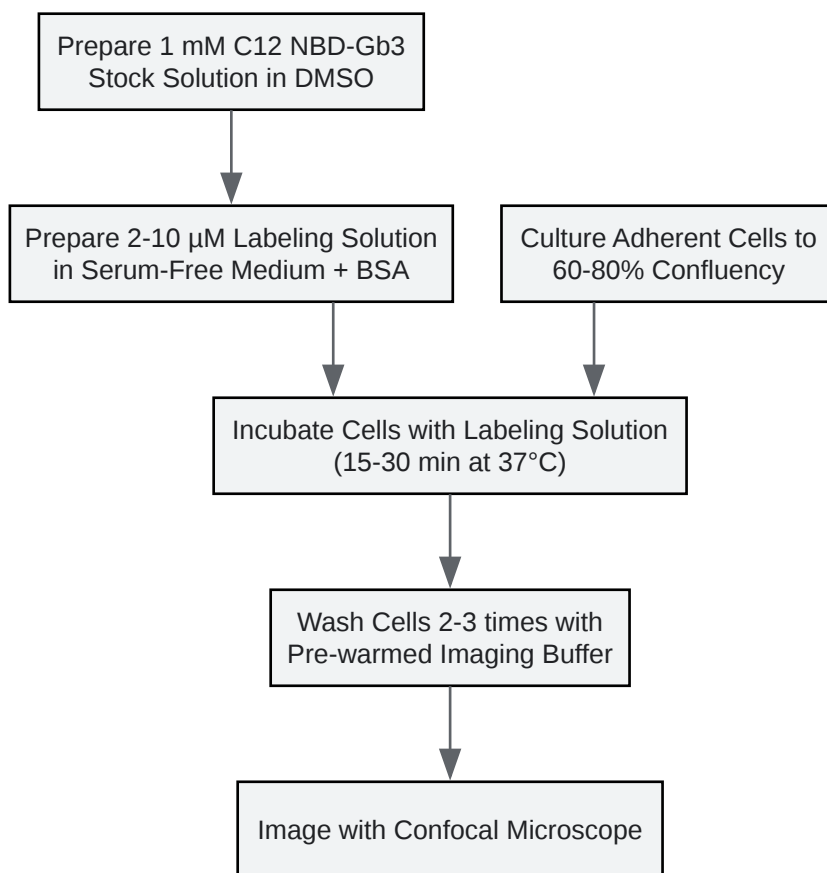 Prepare 1 mM C12 NBD-Gb3
Stock Solution in DMSO
Prepare 2-10 µM Labeling Solution
in Serum-Free Medium + BSA
Culture Adherent Cells to
60-80% Confluency
Incubate Cells with Labeling Solution
(15-30 min at 37°C)
Wash Cells 2-3 times with
Pre-warmed Imaging Buffer
Image with Confocal Microscope